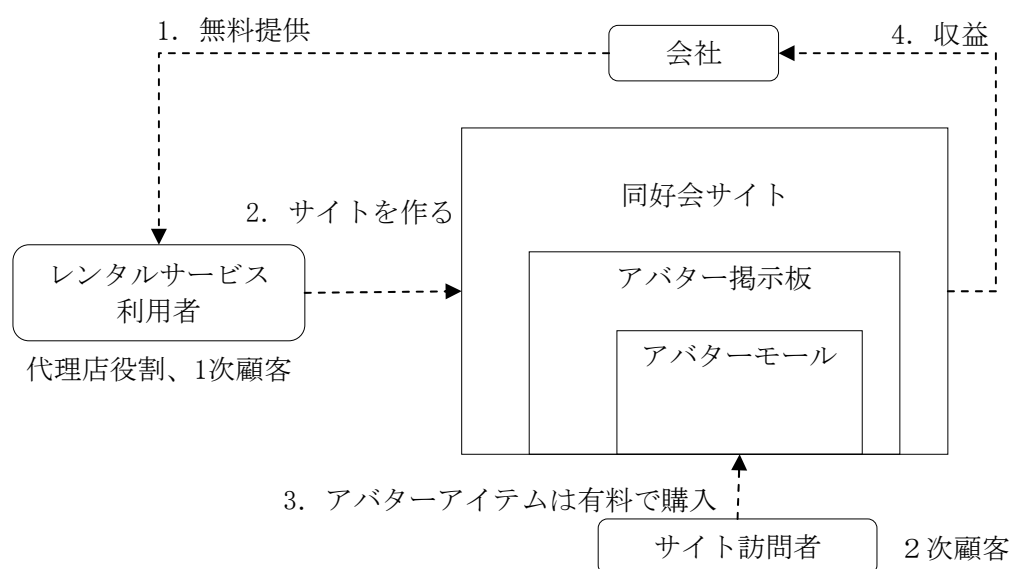 1. 無料提供
会社
4. 収益
同好会サイト
2. サイトを作る
アバター掲示板
レンタルサービス
利用者
アバターモール
代理店役割、1次顧客
3. アバターアイテムは有料で購入
サイト訪問者
２次顧客